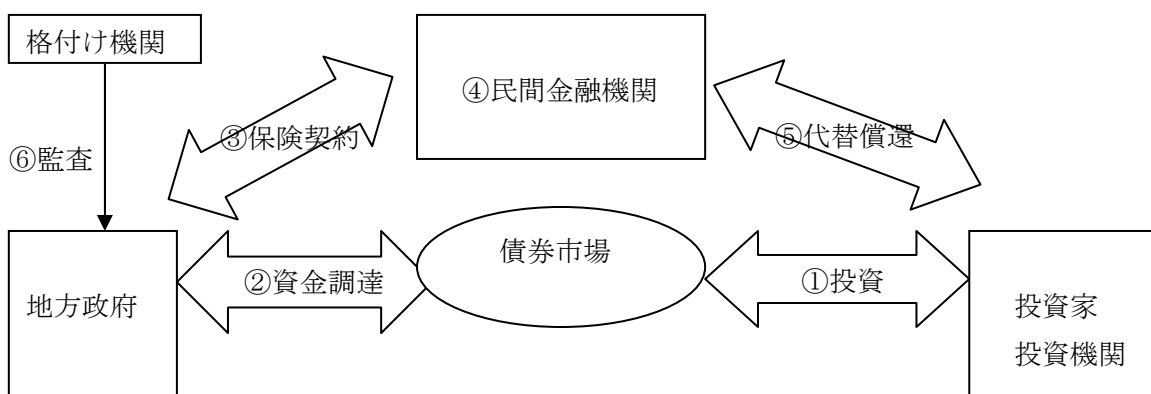 格付け機関
④民間金融機関
③保険契約
⑤代替償還
⑥監査
債券市場
②資金調達
①投資
地方政府
投資家
投資機関